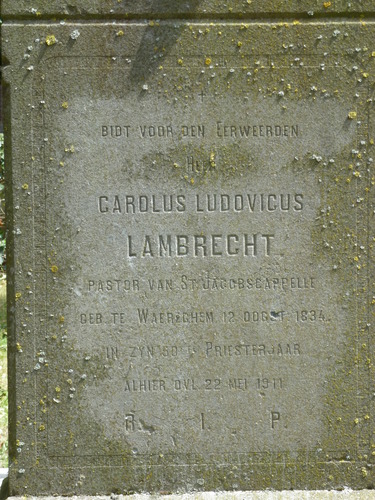 BIDT VOOR DEN EERWEERDEN
HEER
CAROLUS LUDOVICUS
LAMBRECHT
PASTOR VAN ST JACOBSCAPPELLE
GEB. TE WAEREGHEM 12 OOGST 1834.
IN ZYN 50 PRIESTERJAAR
ALHIER OVL 22 MEI 1911
R. I. P.